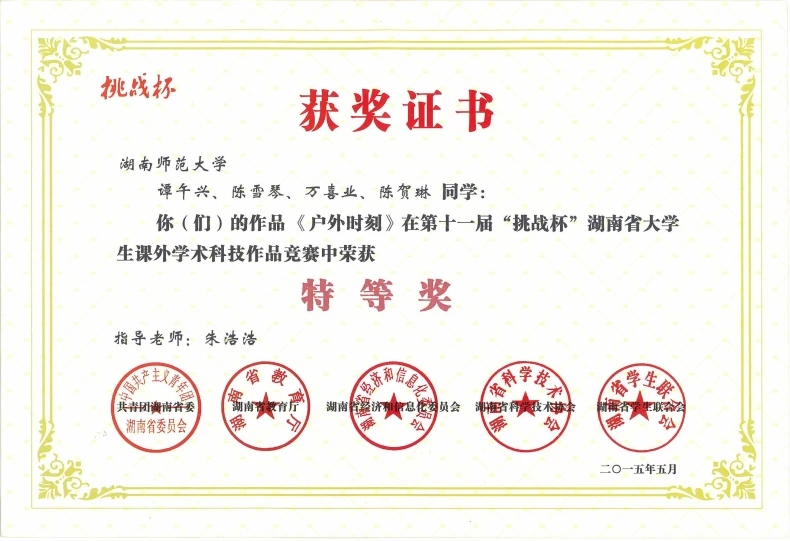 挑战杯
获奖证书
湖南师范大学
谭午兴、陈雪琴、万喜业、陈贺琳 同学：
你（们）的作品《户外时刻》在第十一届“挑战杯”湖南省大学
生课外学术科技作品竞赛中荣获
特等奖
指导老师：朱浩浩
中国共产主义青年团
湖南省委员会
共青团湖南省委
湖南省教育厅
湖南省教育厅
湖南省经济和信息化委员会
湖南省经济和信息化委员会
湖南省科学技术协会
湖南省科学技术协会
湖南省学生联合会
湖南省学生联合会
二〇一五年五月